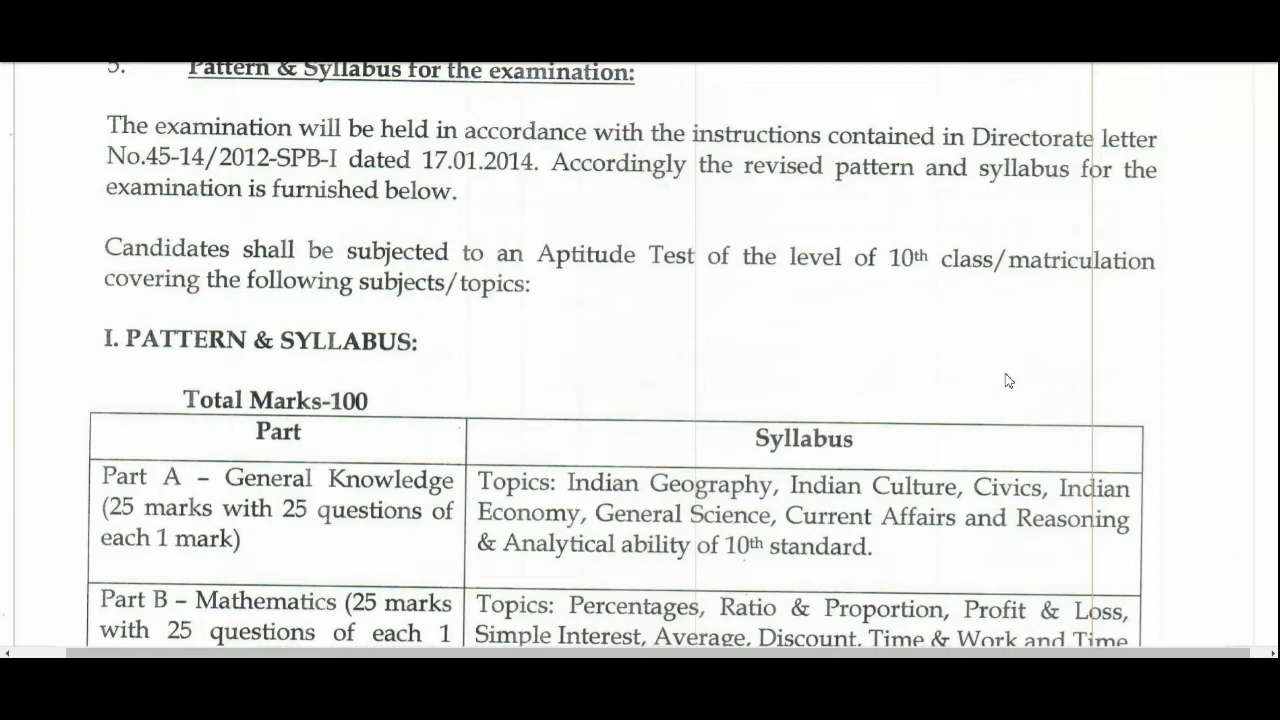 5. Pattern & Syllabus for the examination:
The examination will be held in accordance with the instructions contained in Directorate letter
No.45-14/2012-SPB-I dated 17.01.2014. Accordingly the revised pattern and syllabus for the
examination is furnished below.
Candidates shall be subjected to an Aptitude Test of the level of 10th class/matriculation
covering the following subjects/topics:
I. PATTERN & SYLLABUS:
Total Marks-100
Part
Syllabus
Part A – General Knowledge
(25 marks with 25 questions of
each 1 mark)
Topics: Indian Geography, Indian Culture, Civics, Indian
Economy, General Science, Current Affairs and Reasoning
& Analytical ability of 10th standard.
Part B – Mathematics (25 marks
with 25 questions of each 1
Topics: Percentages, Ratio & Proportion, Profit & Loss,
Simple Interest, Average, Discount, Time & Work and Time